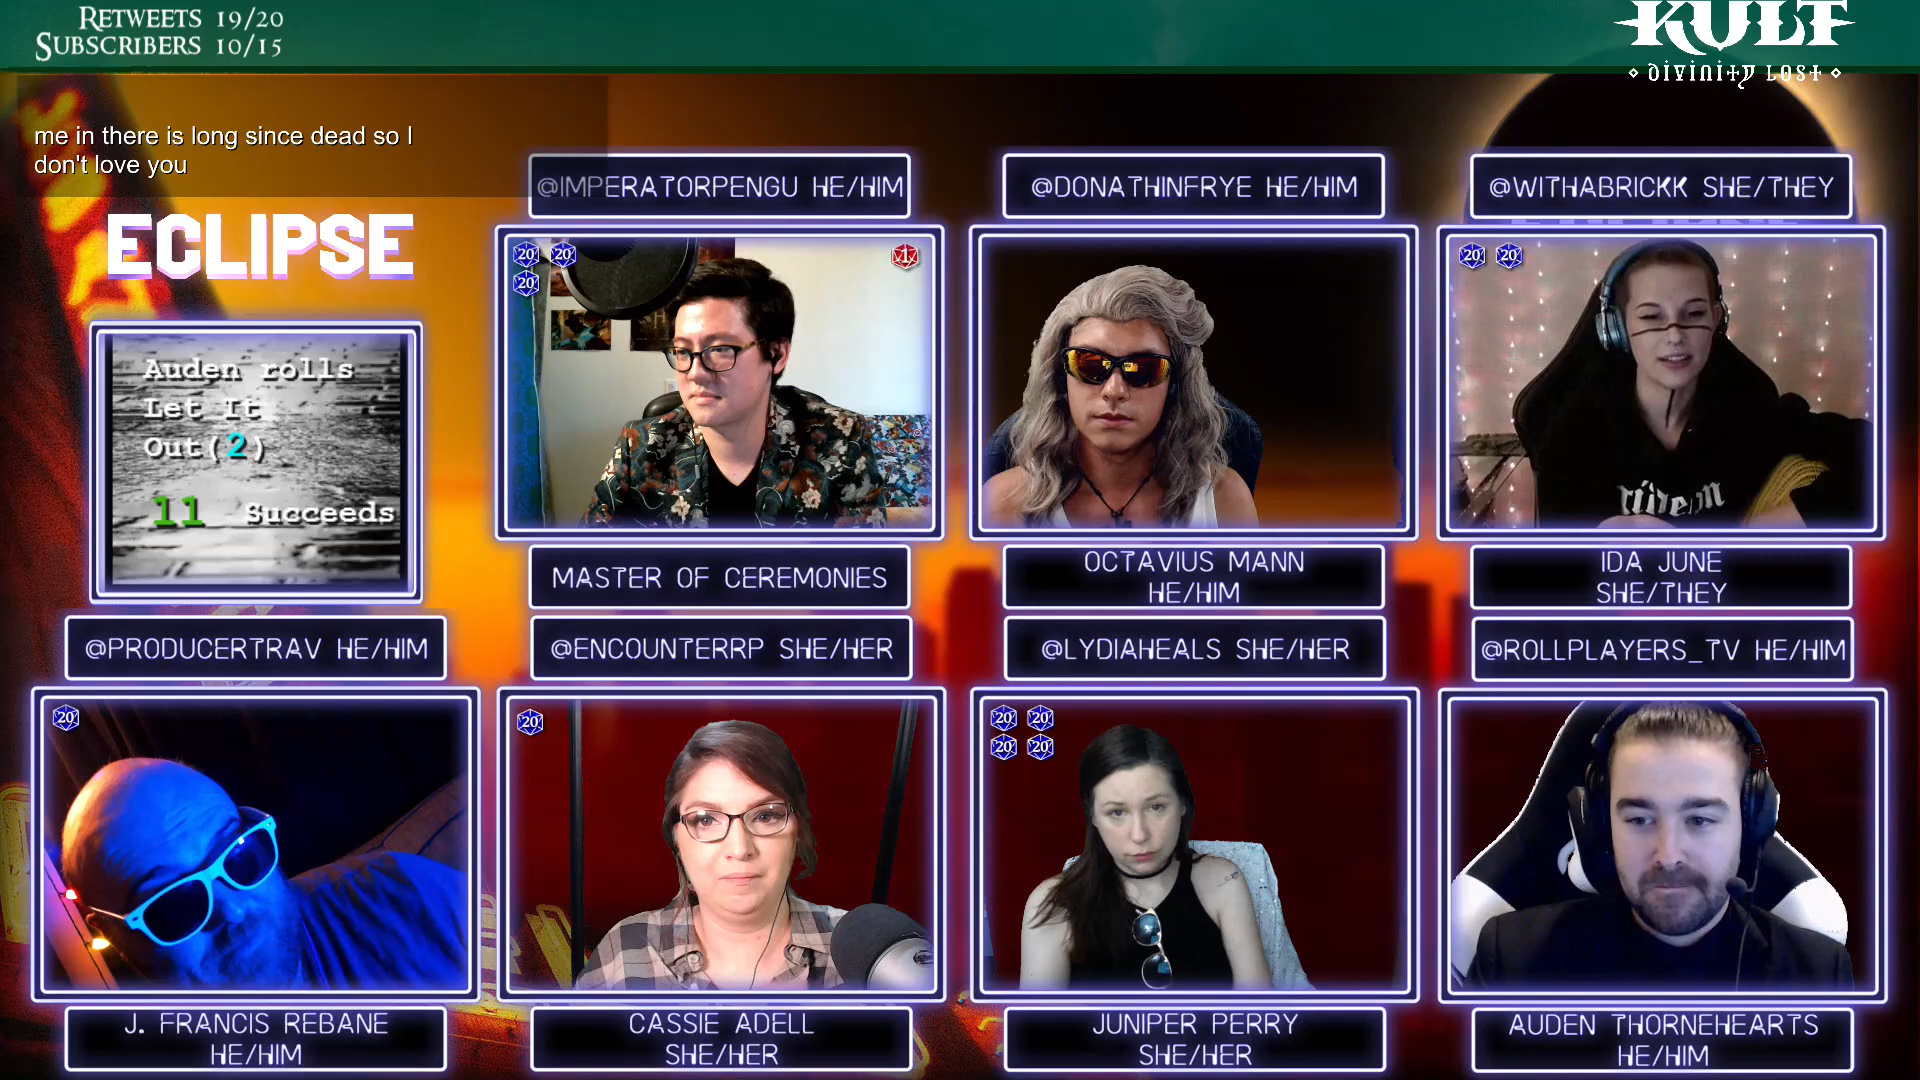 RETWEETS 19/20
SUBSCRIBERS 10/15
KULT
DIVINITY LOST
me in there is long since dead so I
don't love you
ECLIPSE
@IMPERATORPENGU HE/HIM
@DONATHINFRYE HE/HIM
@WITHABRICKK SHE/THEY
20
20
20
1
20
20
Auden rolls
Let It
Out(2)
11 Succeeds
MASTER OF CEREMONIES
OCTAVIUS MANN
HE/HIM
IDA JUNE
SHE/THEY
@PRODUCERTRAV HE/HIM
@ENCOUNTERRP SHE/HER
@LYDIAHEALS SHE/HER
@ROLLPLAYERS_TV HE/HIM
20
20
20
20
20
20
J. FRANCIS REBANE
HE/HIM
CASSIE ADELL
SHE/HER
JUNIPER PERRY
SHE/HER
AUDEN THORNEHEARTS
HE/HIM